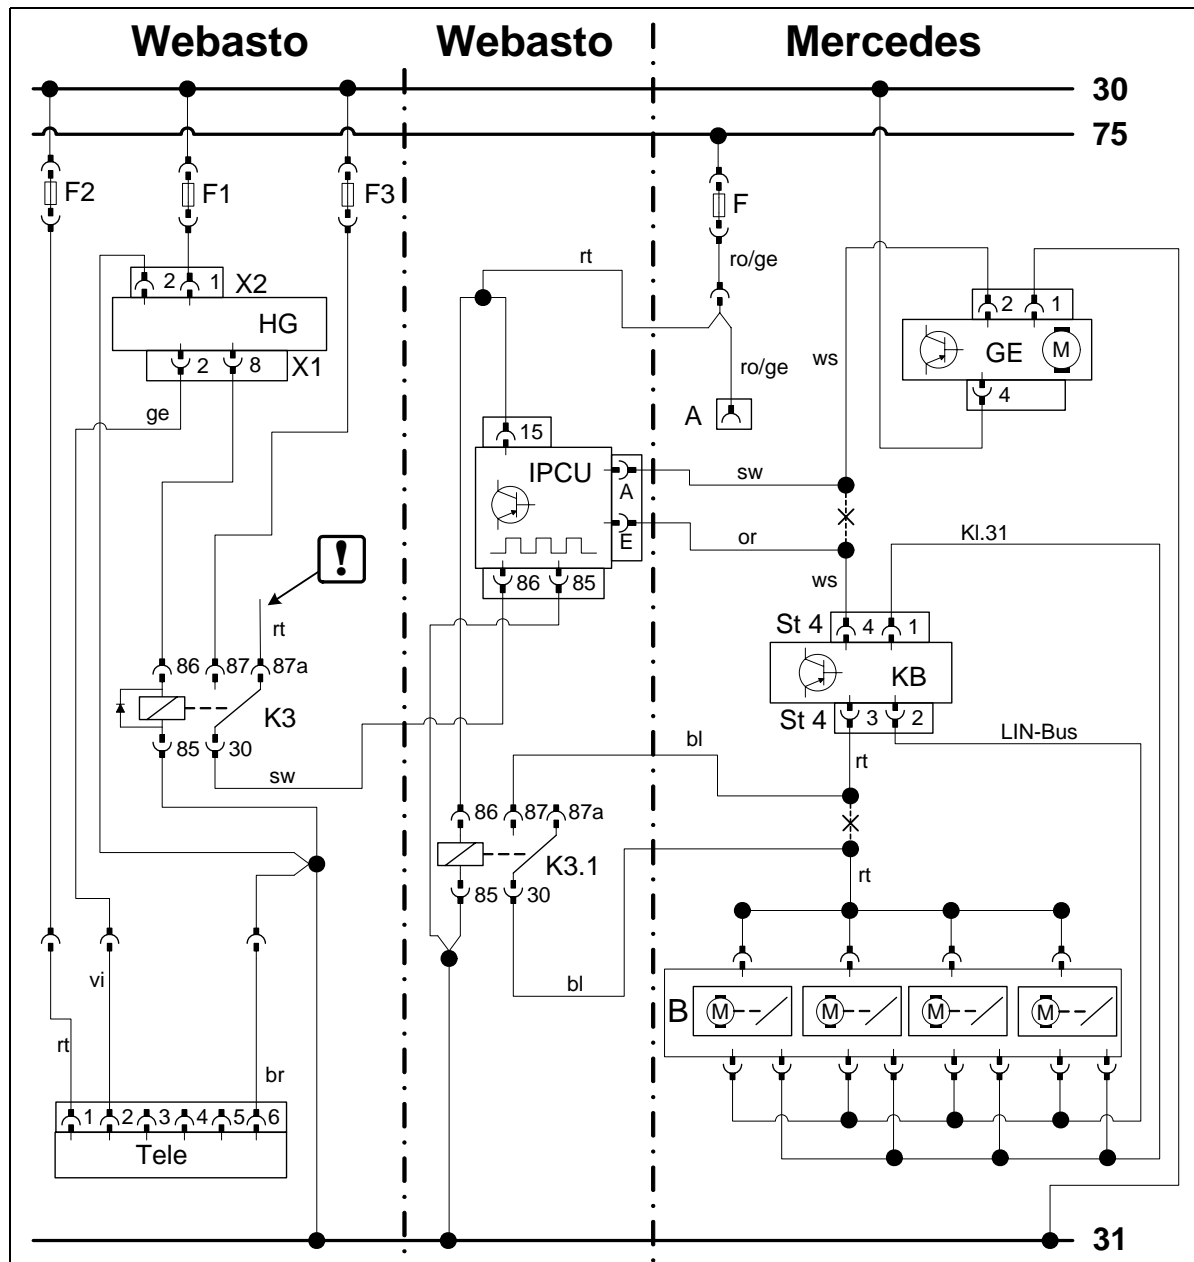 Webasto Webasto Mercedes
30
75
F2 F1 F3 F
ro/ge
rt
2 1 X2
HG
2 8 X1
ge
ws
2 1
GE M
4
ro/ge
A
15
IPCU
A
E
86 85
sw
or
Kl.31
ws
!
rt
86 87 87a
K3
85 30
sw
St 4 4 1
KB
St 4 3 2
LIN-Bus
rt
bl
86 87 87a
K3.1
85 30
rt
bl
B M M M M
vi
rt
br
1 2 3 4 5 6
Tele
31